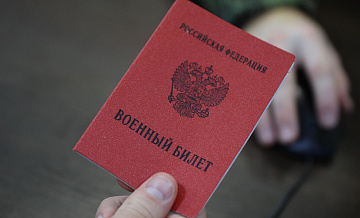 РОССИЙСКАЯ ФЕДЕРАЦИЯ
ВОЕННЫЙ БИЛЕТ